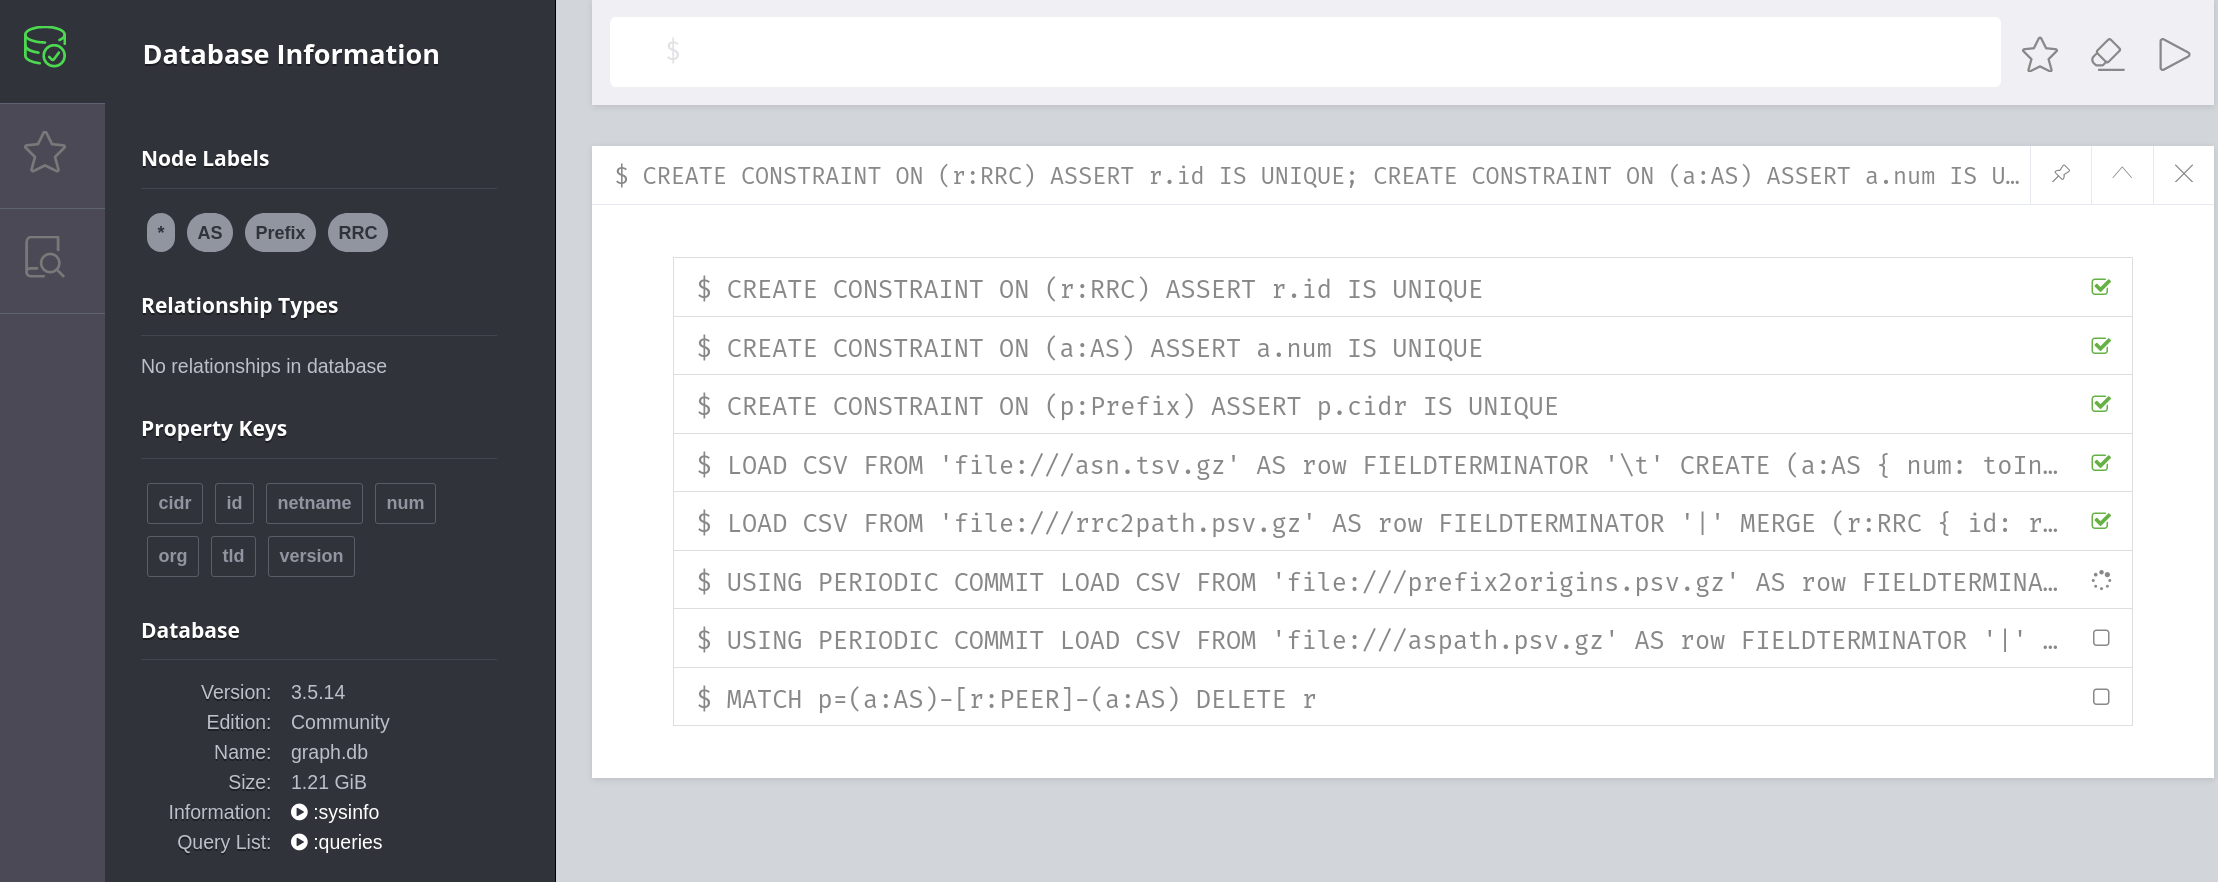 Database Information
Node Labels
* AS Prefix RRC
Relationship Types
No relationships in database
Property Keys
cidr id netname num
org tld version
Database
Version: 3.5.14
Edition: Community
Name: graph.db
Size: 1.21 GiB
Information: :sysinfo
Query List: :queries
$
$ CREATE CONSTRAINT ON (r:RRC) ASSERT r.id IS UNIQUE; CREATE CONSTRAINT ON (a:AS) ASSERT a.num IS U…
$ CREATE CONSTRAINT ON (r:RRC) ASSERT r.id IS UNIQUE
$ CREATE CONSTRAINT ON (a:AS) ASSERT a.num IS UNIQUE
$ CREATE CONSTRAINT ON (p:Prefix) ASSERT p.cidr IS UNIQUE
$ LOAD CSV FROM 'file:///asn.tsv.gz' AS row FIELDTERMINATOR '\t' CREATE (a:AS { num: toIn…
$ LOAD CSV FROM 'file:///rrc2path.psv.gz' AS row FIELDTERMINATOR '|' MERGE (r:RRC { id: r…
$ USING PERIODIC COMMIT LOAD CSV FROM 'file:///prefix2origins.psv.gz' AS row FIELDTERMINA…
$ USING PERIODIC COMMIT LOAD CSV FROM 'file:///aspath.psv.gz' AS row FIELDTERMINATOR '|' …
$ MATCH p=(a:AS)-[r:PEER]-(a:AS) DELETE r